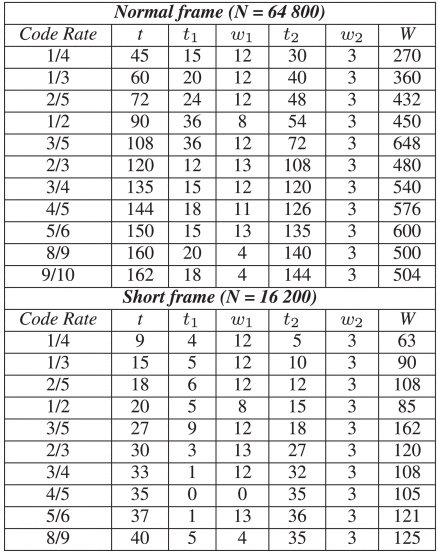 Normal frame (N = 64 800)
Code Rate t t1 w1 t2 w2 W
1/4 45 15 12 30 3 270
1/3 60 20 12 40 3 360
2/5 72 24 12 48 3 432
1/2 90 36 8 54 3 450
3/5 108 36 12 72 3 648
2/3 120 12 13 108 3 480
3/4 135 15 12 120 3 540
4/5 144 18 11 126 3 576
5/6 150 15 13 135 3 600
8/9 160 20 4 140 3 500
9/10 162 18 4 144 3 504
Short frame (N = 16 200)
Code Rate t t1 w1 t2 w2 W
1/4 9 4 12 5 3 63
1/3 15 5 12 10 3 90
2/5 18 6 12 12 3 108
1/2 20 5 8 15 3 85
3/5 27 9 12 18 3 162
2/3 30 3 13 27 3 120
3/4 33 1 12 32 3 108
4/5 35 0 0 35 3 105
5/6 37 1 13 36 3 121
8/9 40 5 4 35 3 125